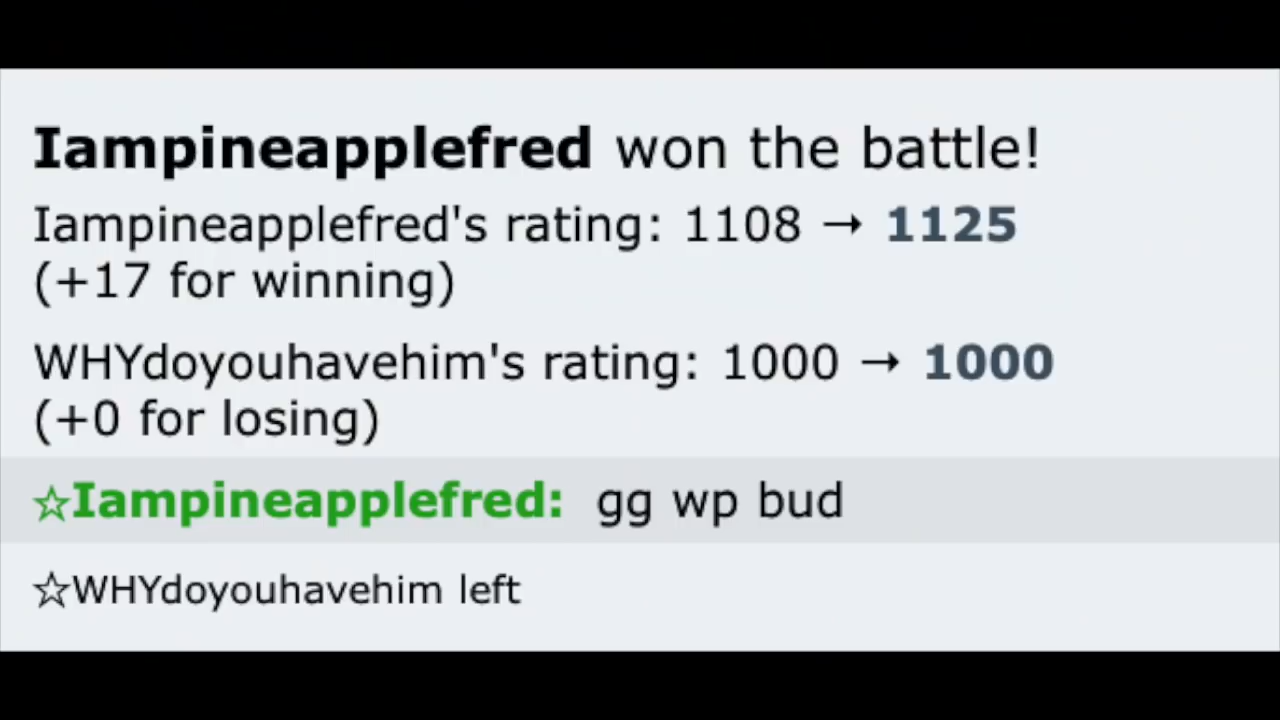 Iampineapplefred won the battle!
Iampineapplefred's rating: 1108 → 1125
(+17 for winning)
WHYdoyouhavehim's rating: 1000 → 1000
(+0 for losing)
☆Iampineapplefred: gg wp bud
☆WHYdoyouhavehim left